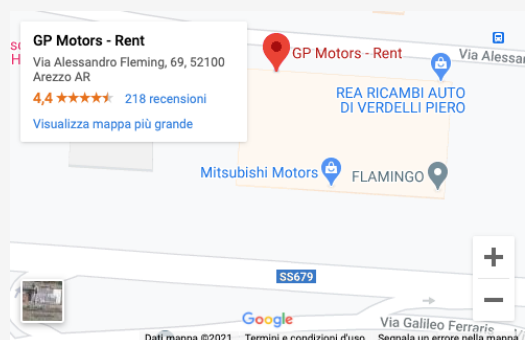 GP Motors - Rent
Via Alessandro Fleming, 69, 52100
Arezzo AR
4,4 218 recensioni
Visualizza mappa più grande
GP Motors - Rent
Via Alessan
REA RICAMBI AUTO
DI VERDELLI PIERO
Mitsubishi Motors
FLAMINGO
SS679
Google
Via Galileo Ferraris
Dati mappa ©2021 Termini e condizioni d'uso Segnala un errore nella mappa